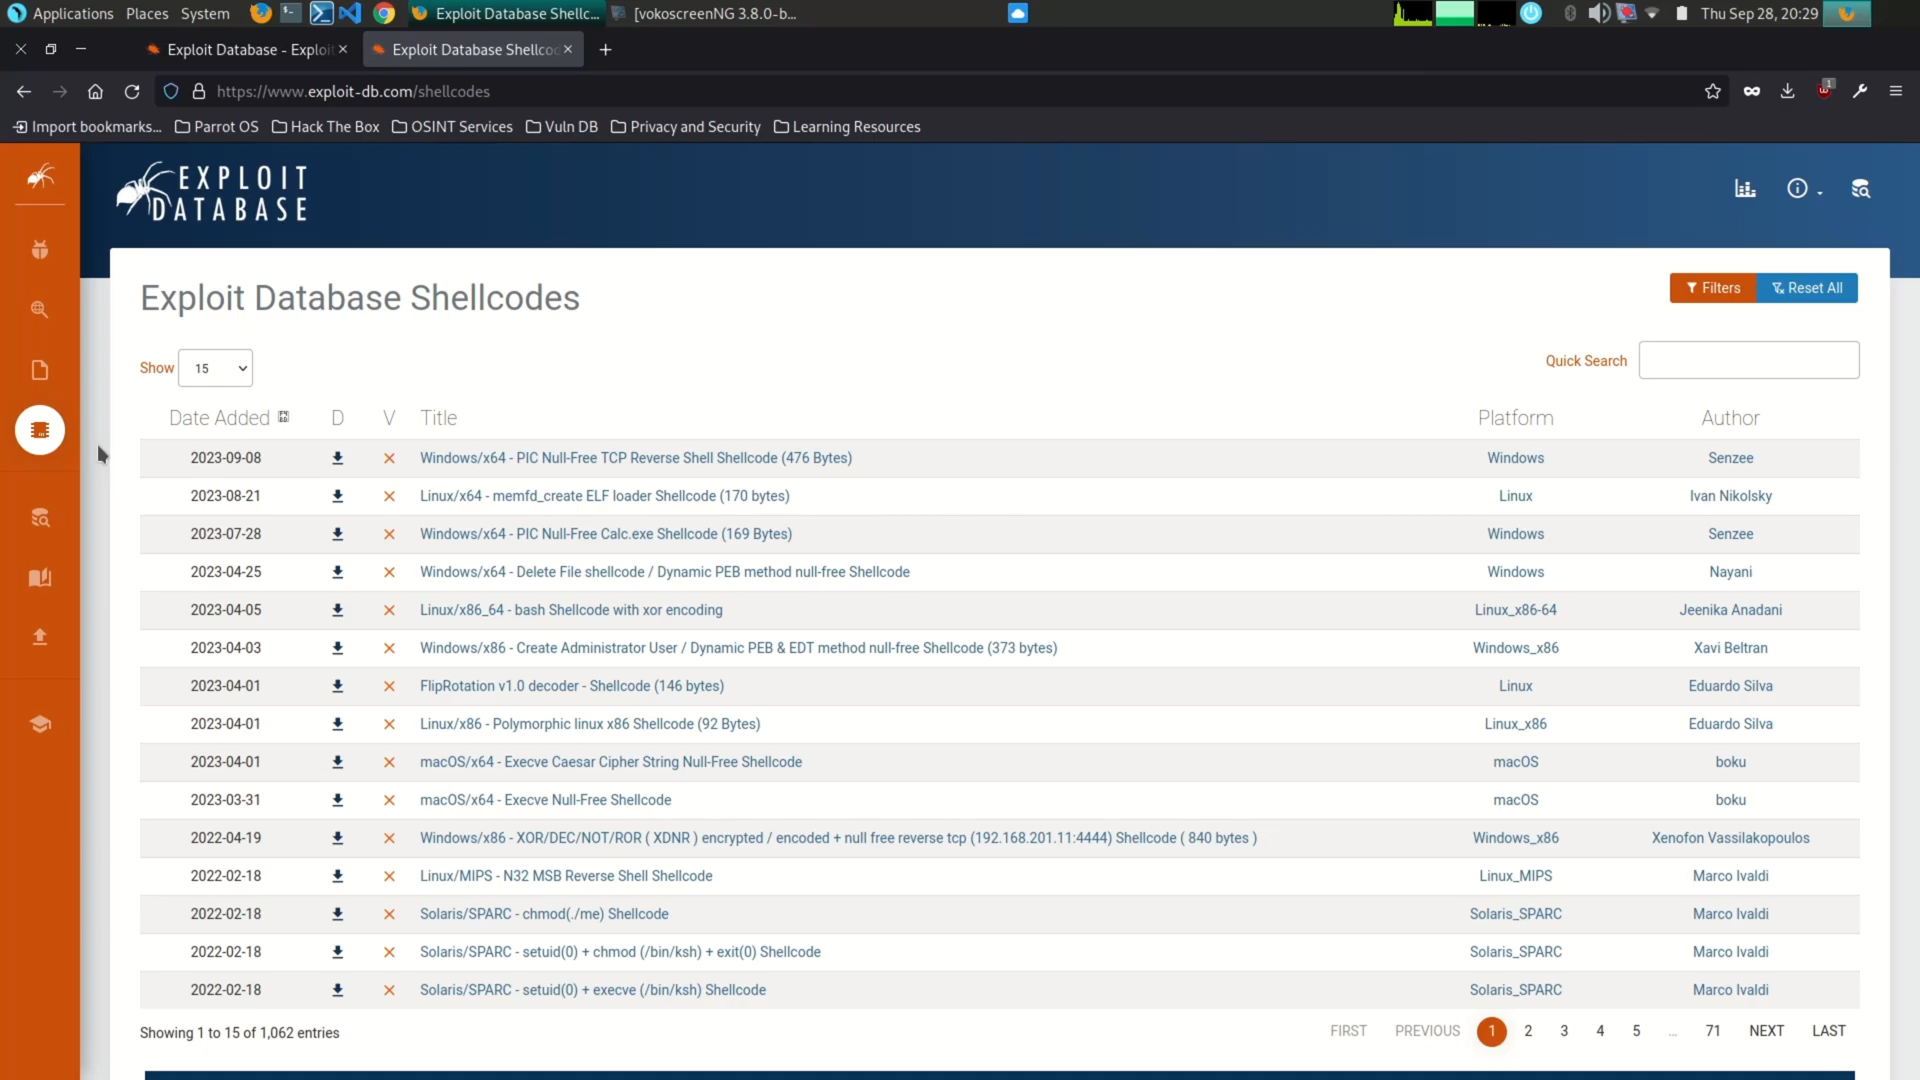 Applications Places System
Exploit Database Shellc...
[vokoscreenNG 3.8.0-b...
Thu Sep 28, 20:29
Exploit Database - Exploi
Exploit Database Shellco
https://www.exploit-db.com/shellcodes
1
Import bookmarks... Parrot OS Hack The Box OSINT Services Vuln DB Privacy and Security Learning Resources
EXPLOIT
DATABASE
Exploit Database Shellcodes
Filters Reset All
Show 15
Quick Search
Date Added D V Title Platform Author
2023-09-08 Windows/x64 - PIC Null-Free TCP Reverse Shell Shellcode (476 Bytes) Windows Senzee
2023-08-21 Linux/x64 - memfd_create ELF loader Shellcode (170 bytes) Linux Ivan Nikolsky
2023-07-28 Windows/x64 - PIC Null-Free Calc.exe Shellcode (169 Bytes) Windows Senzee
2023-04-25 Windows/x64 - Delete File shellcode / Dynamic PEB method null-free Shellcode Windows Nayani
2023-04-05 Linux/x86_64 - bash Shellcode with xor encoding Linux_x86-64 Jeenika Anadani
2023-04-03 Windows/x86 - Create Administrator User / Dynamic PEB & EDT method null-free Shellcode (373 bytes) Windows_x86 Xavi Beltran
2023-04-01 FlipRotation v1.0 decoder - Shellcode (146 bytes) Linux Eduardo Silva
2023-04-01 Linux/x86 - Polymorphic linux x86 Shellcode (92 Bytes) Linux_x86 Eduardo Silva
2023-04-01 macOS/x64 - Execve Caesar Cipher String Null-Free Shellcode macOS boku
2023-03-31 macOS/x64 - Execve Null-Free Shellcode macOS boku
2022-04-19 Windows/x86 - XOR/DEC/NOT/ROR ( XDNR ) encrypted / encoded + null free reverse tcp (192.168.201.11:4444) Shellcode ( 840 bytes ) Windows_x86 Xenofon Vassilakopoulos
2022-02-18 Linux/MIPS - N32 MSB Reverse Shell Shellcode Linux_MIPS Marco Ivaldi
2022-02-18 Solaris/SPARC - chmod(./me) Shellcode Solaris_SPARC Marco Ivaldi
2022-02-18 Solaris/SPARC - setuid(0) + chmod (/bin/ksh) + exit(0) Shellcode Solaris_SPARC Marco Ivaldi
2022-02-18 Solaris/SPARC - setuid(0) + execve (/bin/ksh) Shellcode Solaris_SPARC Marco Ivaldi
Showing 1 to 15 of 1,062 entries
FIRST PREVIOUS 1 2 3 4 5 ... 71 NEXT LAST